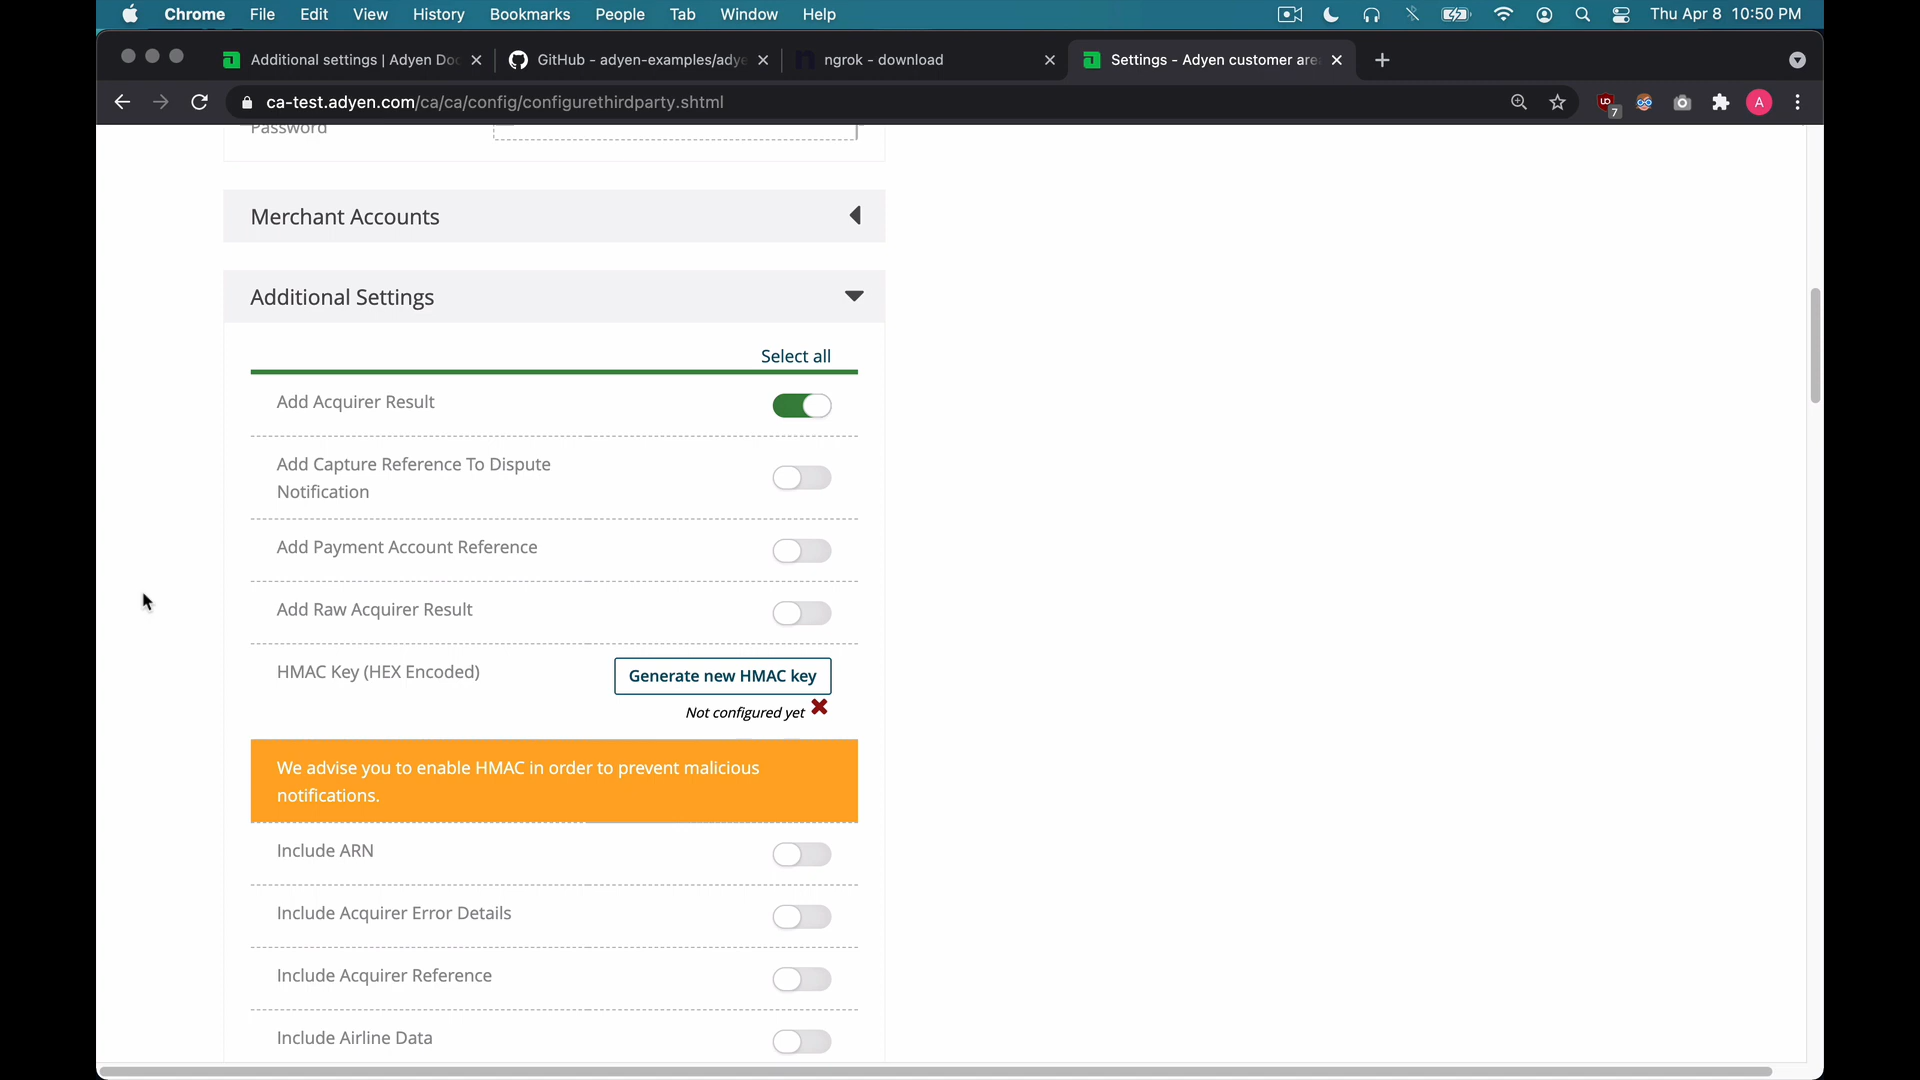 Chrome File Edit View History Bookmarks People Tab Window Help Thu Apr 8 10:50 PM
Additional settings | Adyen Doc GitHub - adyen-examples/adye ngrok - download Settings - Adyen customer are
ca-test.adyen.com/ca/ca/config/configurethirdparty.shtml 7 A
Password
Merchant Accounts
Additional Settings
Select all
Add Acquirer Result
Add Capture Reference To Dispute
Notification
Add Payment Account Reference
Add Raw Acquirer Result
HMAC Key (HEX Encoded) Generate new HMAC key
Not configured yet
We advise you to enable HMAC in order to prevent malicious
notifications.
Include ARN
Include Acquirer Error Details
Include Acquirer Reference
Include Airline Data